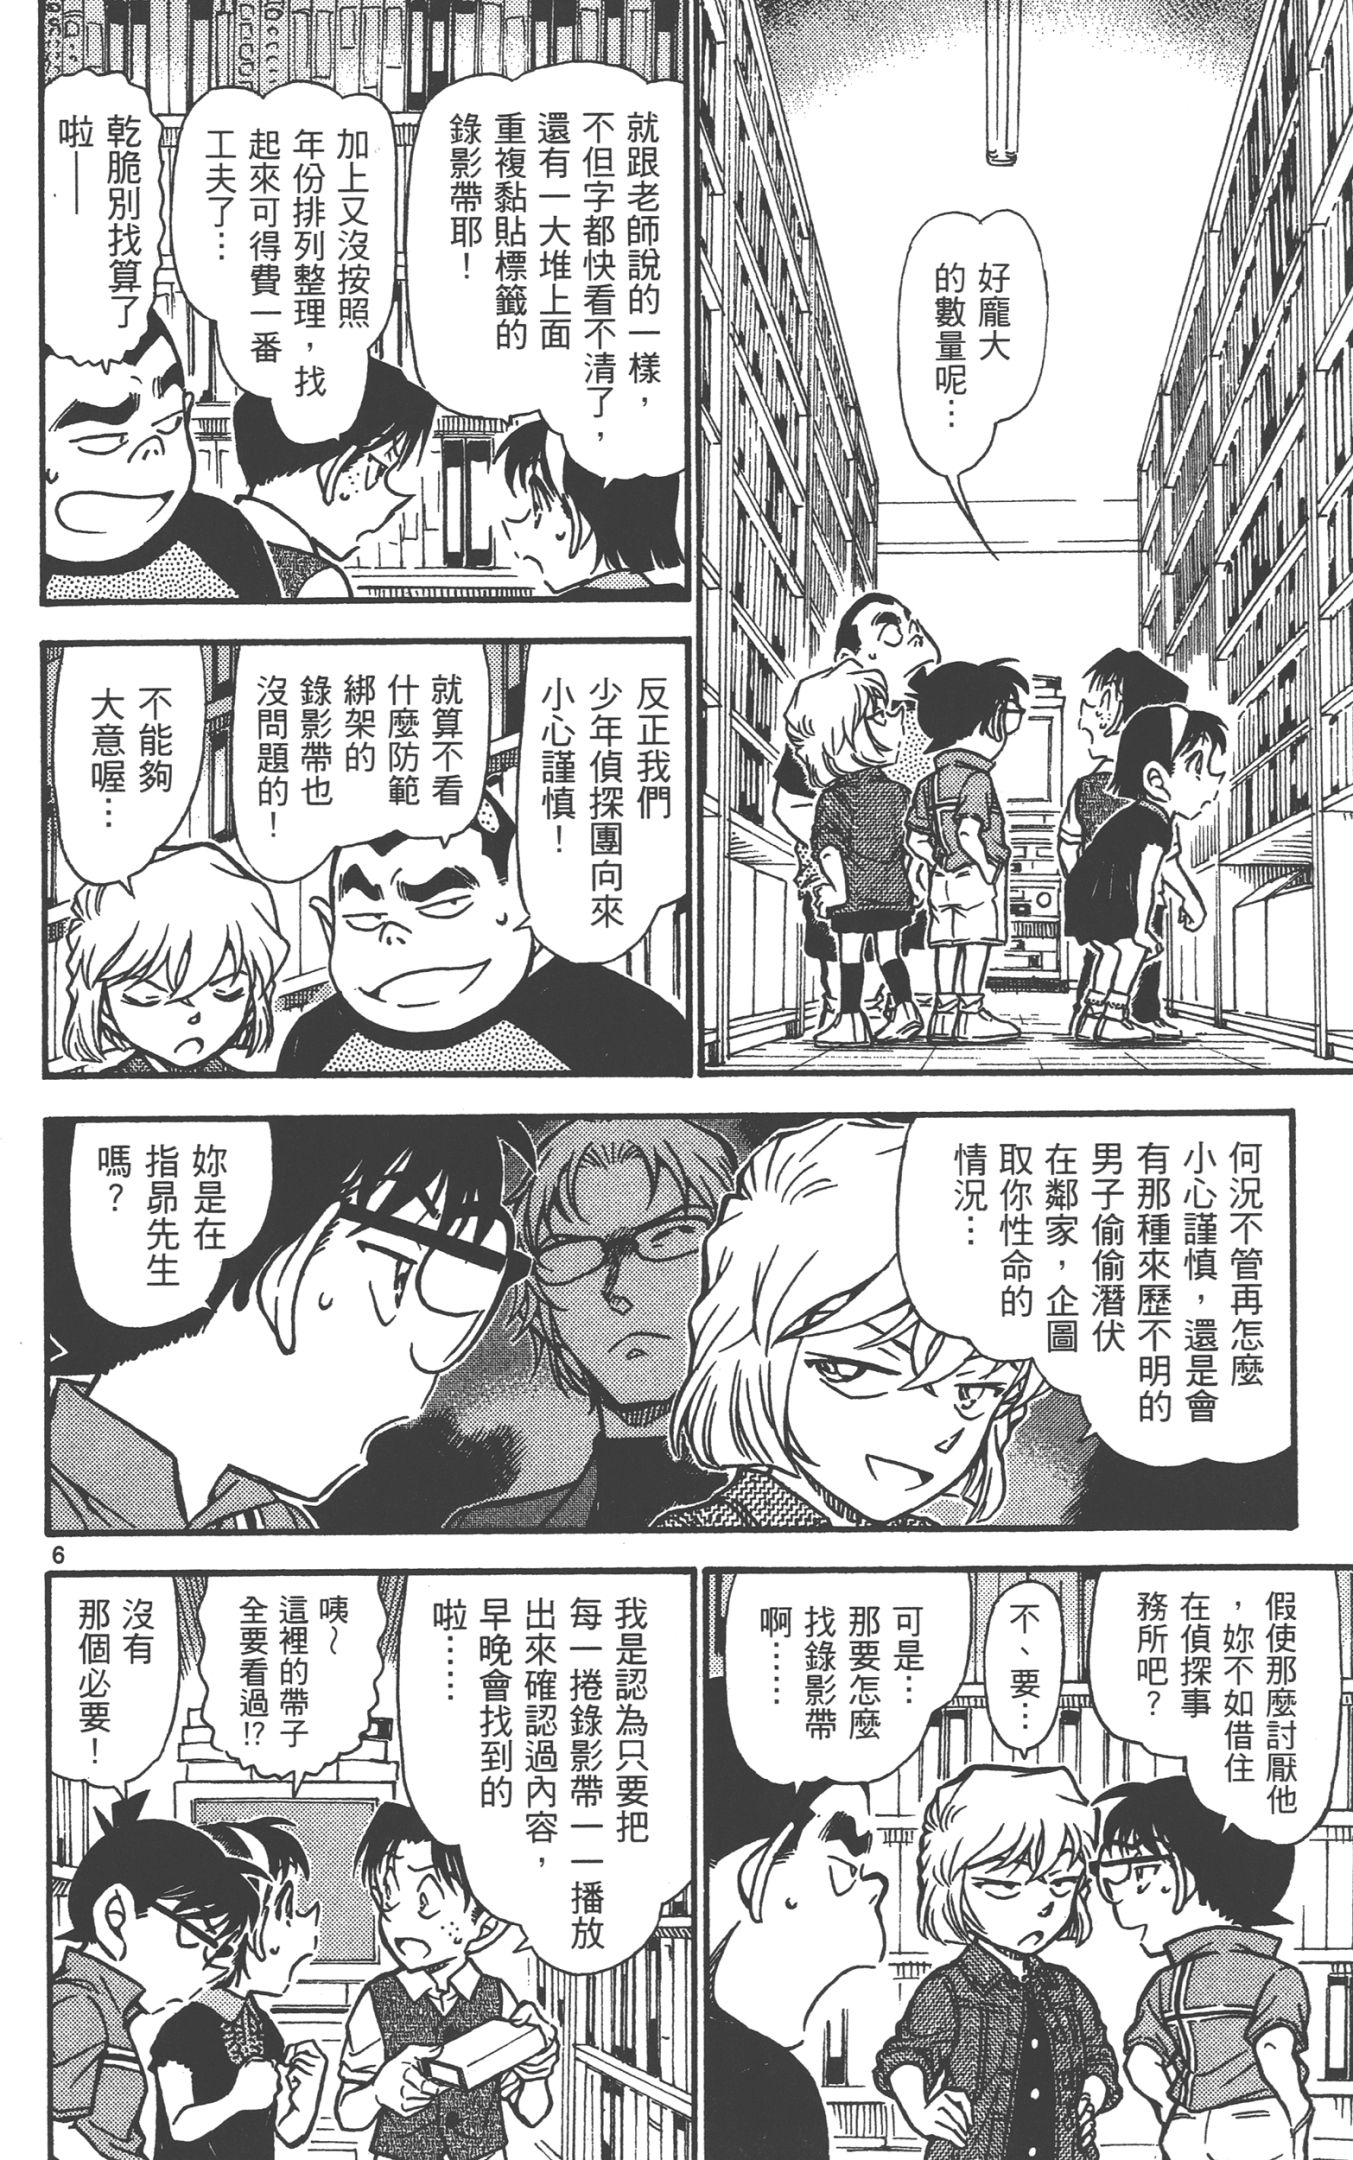 好龐大
的數量呢…
就跟老師說的一樣，
不但字都快看不清了，
還有一大堆上面
重複黏貼標籤的
錄影帶耶！
加上又沒按照
年份排列整理，找
起來可得費一番
工夫了…
乾脆別找算了
啦——
反正我們
少年偵探團向來
小心謹慎！
就算不看
什麼防範
綁架的
錄影帶也
沒問題的！
不能夠
大意喔…
何況不管再怎麼
小心謹慎，還是會
有那種來歷不明的
男子偷偷潛伏
在鄰家，企圖
取你性命的
情況…
妳是在
指昴先生
嗎？
6
假使那麼討厭他
，妳不如借住
在偵探事
務所吧？
不、要…
可是…
那要怎麼
找錄影帶
啊……
我是認為只要把
每一捲錄影帶一一播放
出來確認過內容，
早晚會找到的
啦……
咦～
這裡的帶子
全要看過!?
沒有
那個必要！